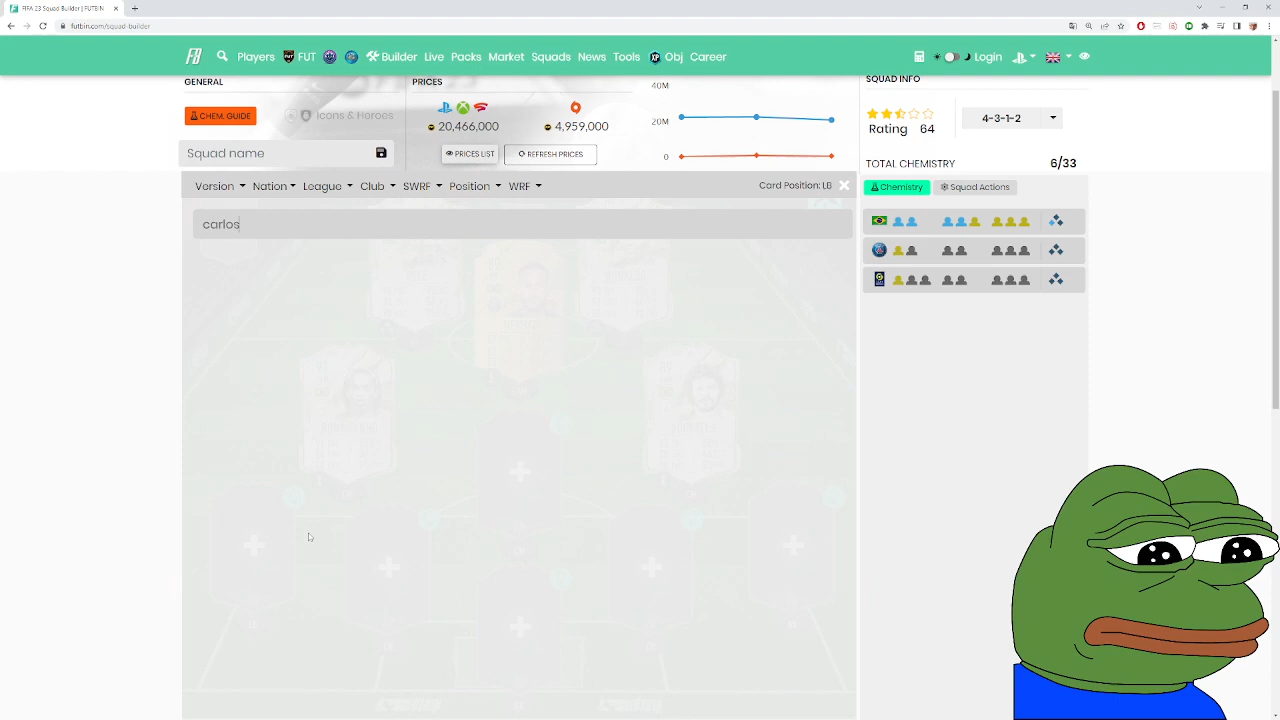 FIFA 23 Squad Builder | FUTBIN
futbin.com/squad-builder
Players FUT Builder Live Packs Market Squads News Tools Obj Career Login
GENERAL
CHEM. GUIDE
Icons & Heroes
Squad name
PRICES
20,466,000
4,959,000
PRICES LIST
REFRESH PRICES
40M
20M
0
SQUAD INFO
Rating 64
4-3-1-2
TOTAL CHEMISTRY 6/33
Version Nation League Club SWRF Position WRF
Card Position: LB
carlos
Chemistry
Squad Actions